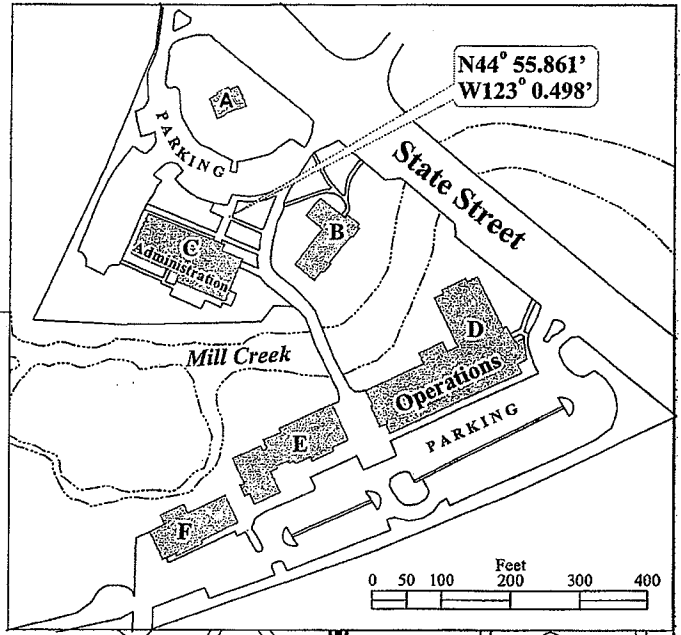 N44° 55.861'
W123° 0.498'
A
PARKING
State Street
B
C
Administration
D
Operations
Mill Creek
PARKING
E
F
Feet
0 50 100 200 300 400